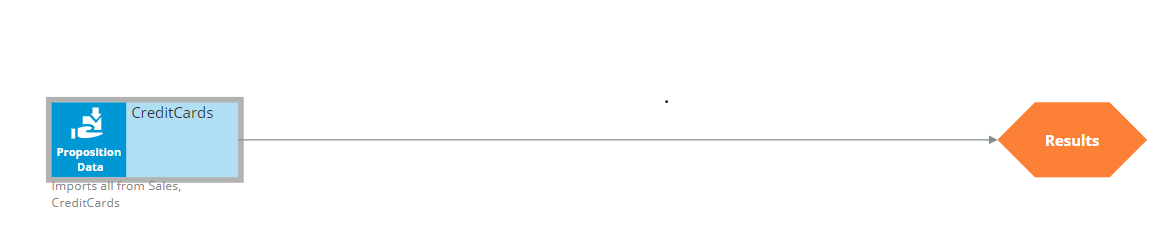 CreditCards
Proposition
Data
Imports all from Sales,
CreditCards
Results